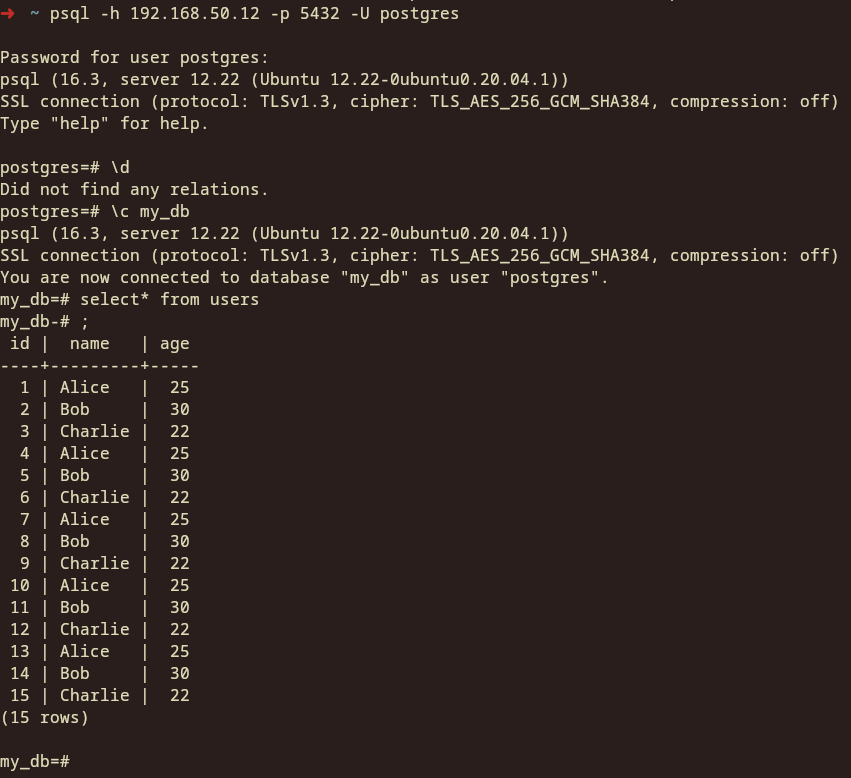 ➜  ~ psql -h 192.168.50.12 -p 5432 -U postgres
Password for user postgres:
psql (16.3, server 12.22 (Ubuntu 12.22-0ubuntu0.20.04.1))
SSL connection (protocol: TLSv1.3, cipher: TLS_AES_256_GCM_SHA384, compression: off)
Type "help" for help.
postgres=# \d
Did not find any relations.
postgres=# \c my_db
psql (16.3, server 12.22 (Ubuntu 12.22-0ubuntu0.20.04.1))
SSL connection (protocol: TLSv1.3, cipher: TLS_AES_256_GCM_SHA384, compression: off)
You are now connected to database "my_db" as user "postgres".
my_db=# select* from users
my_db-# ;
 id |  name   | age
----+---------+-----
  1 | Alice   |  25
  2 | Bob     |  30
  3 | Charlie |  22
  4 | Alice   |  25
  5 | Bob     |  30
  6 | Charlie |  22
  7 | Alice   |  25
  8 | Bob     |  30
  9 | Charlie |  22
 10 | Alice   |  25
 11 | Bob     |  30
 12 | Charlie |  22
 13 | Alice   |  25
 14 | Bob     |  30
 15 | Charlie |  22
(15 rows)
my_db=#